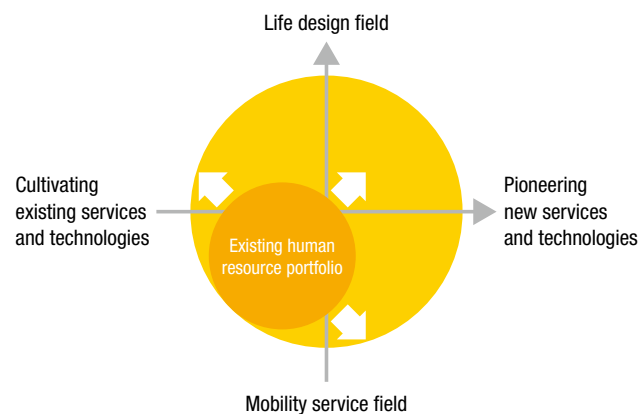 Life design field
Cultivating
existing services
and technologies
Pioneering
new services
and technologies
Existing human
resource portfolio
Mobility service field